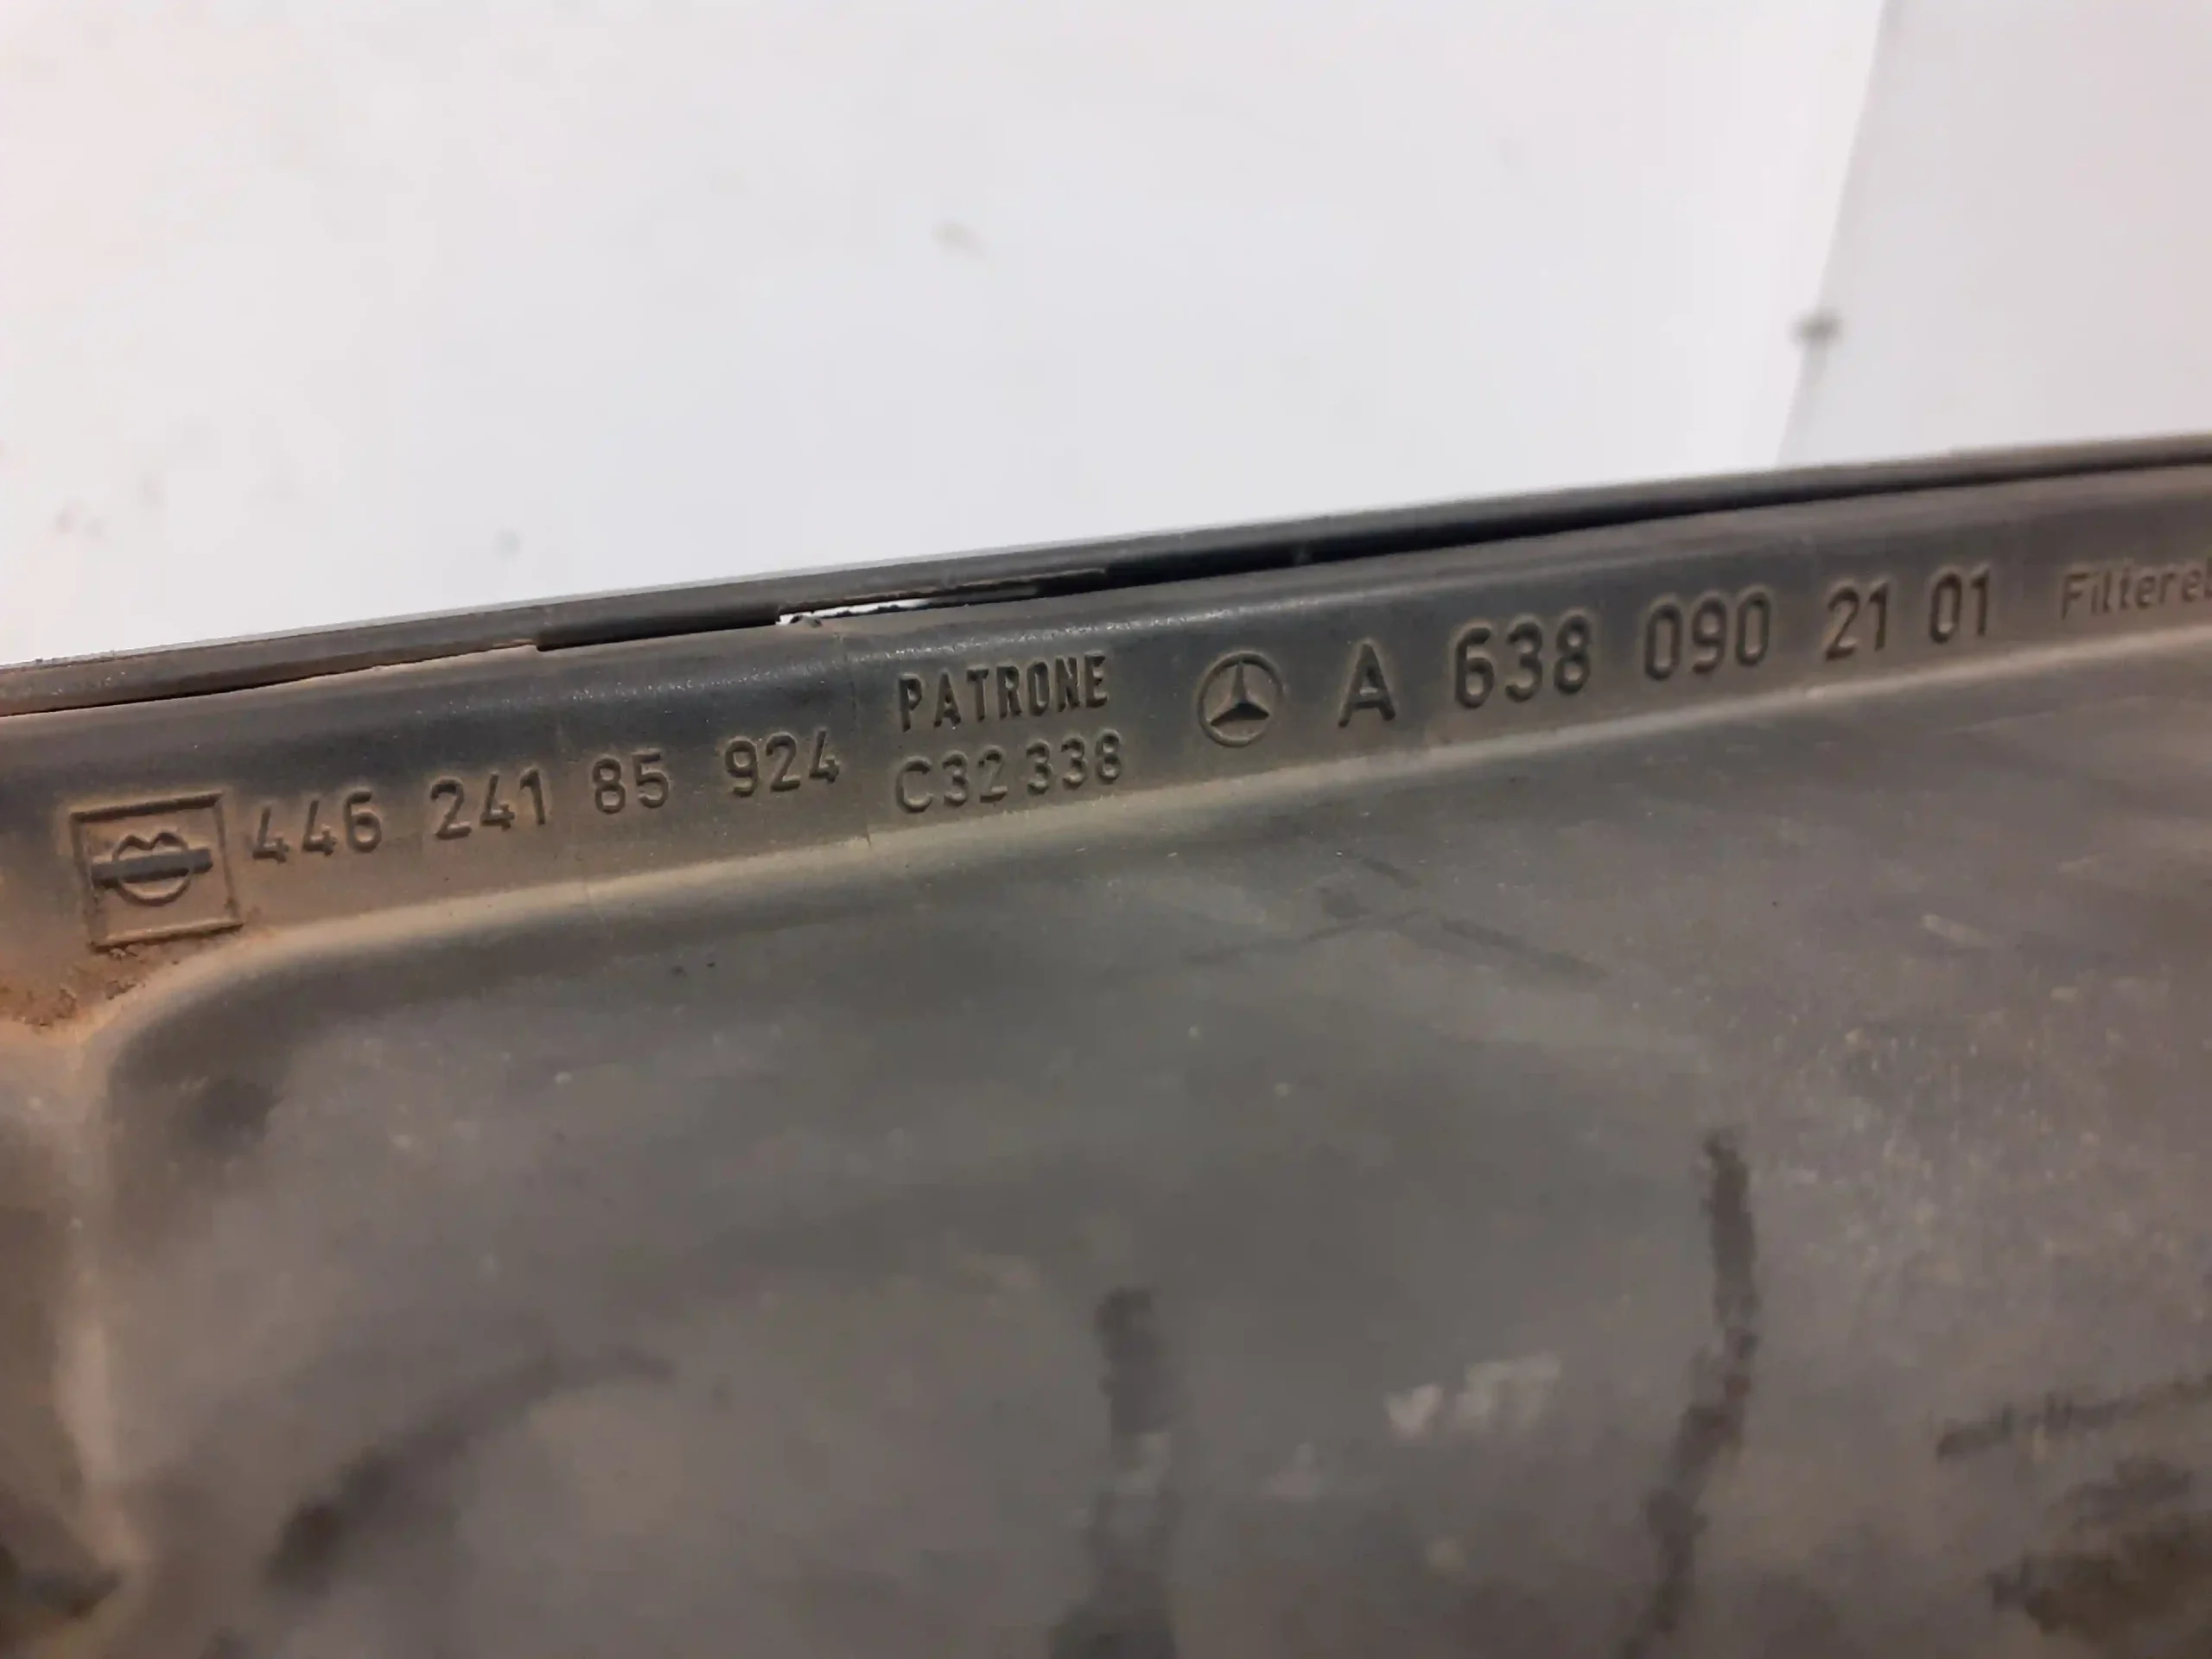 446 241 85 924
PATRONE
C32 338
A 638 090 21 01